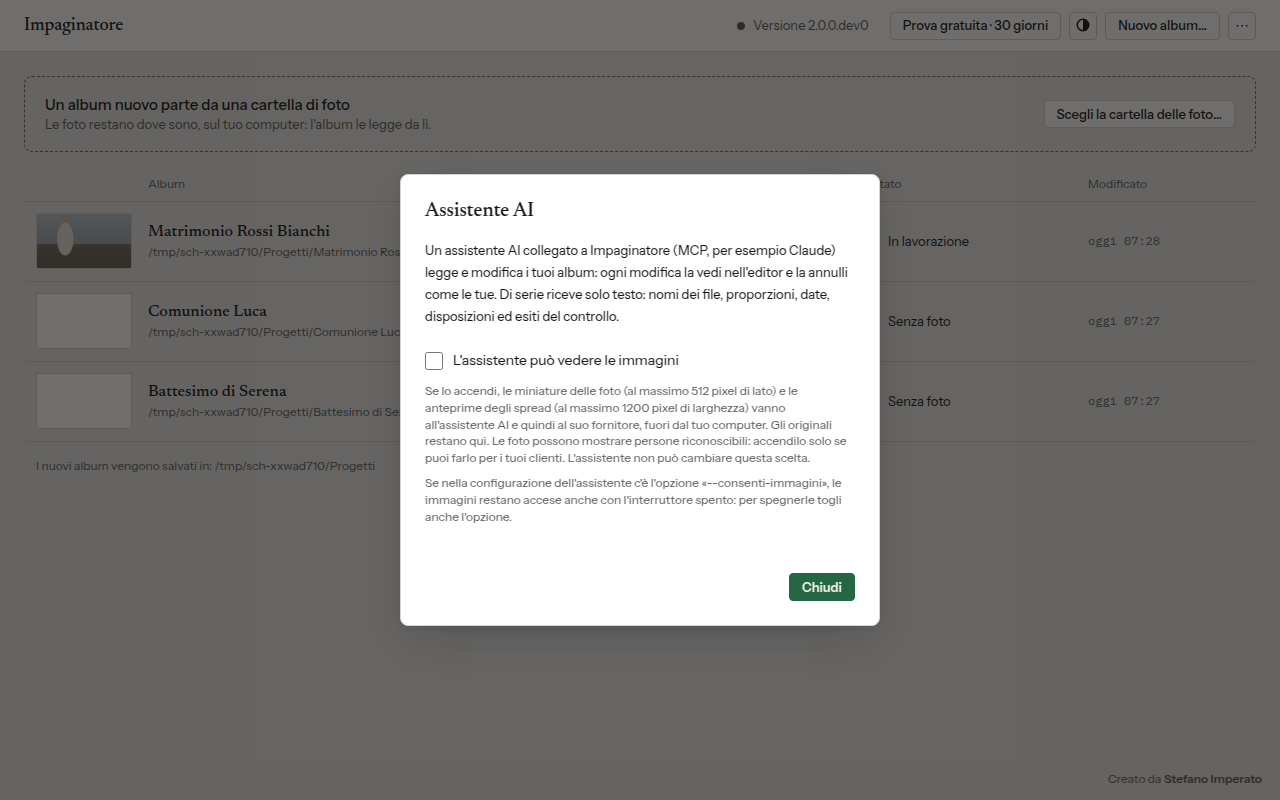 Impaginatore
Versione 2.0.0.dev0
Prova gratuita · 30 giorni
Nuovo album…
…
Un album nuovo parte da una cartella di foto
Le foto restano dove sono, sul tuo computer: l'album le legge da lì.
Scegli la cartella delle foto…
Album
tato
Modificato
Matrimonio Rossi Bianchi
/tmp/sch-xxwad710/Progetti/Matrimonio Ros
In lavorazione
oggi 07:28
Comunione Luca
/tmp/sch-xxwad710/Progetti/Comunione Luc
Senza foto
oggi 07:27
Battesimo di Serena
/tmp/sch-xxwad710/Progetti/Battesimo di Se
Senza foto
oggi 07:27
I nuovi album vengono salvati in: /tmp/sch-xxwad710/Progetti
Assistente AI
Un assistente AI collegato a Impaginatore (MCP, per esempio Claude)
legge e modifica i tuoi album: ogni modifica la vedi nell'editor e la annulli
come le tue. Di serie riceve solo testo: nomi dei file, proporzioni, date,
disposizioni ed esiti del controllo.
L'assistente può vedere le immagini
Se lo accendi, le miniature delle foto (al massimo 512 pixel di lato) e le
anteprime degli spread (al massimo 1200 pixel di larghezza) vanno
all'assistente AI e quindi al suo fornitore, fuori dal tuo computer. Gli originali
restano qui. Le foto possono mostrare persone riconoscibili: accendilo solo se
puoi farlo per i tuoi clienti. L'assistente non può cambiare questa scelta.
Se nella configurazione dell'assistente c'è l'opzione «--consenti-immagini», le
immagini restano accese anche con l'interruttore spento: per spegnerle togli
anche l'opzione.
Chiudi
Creato da Stefano Imperato